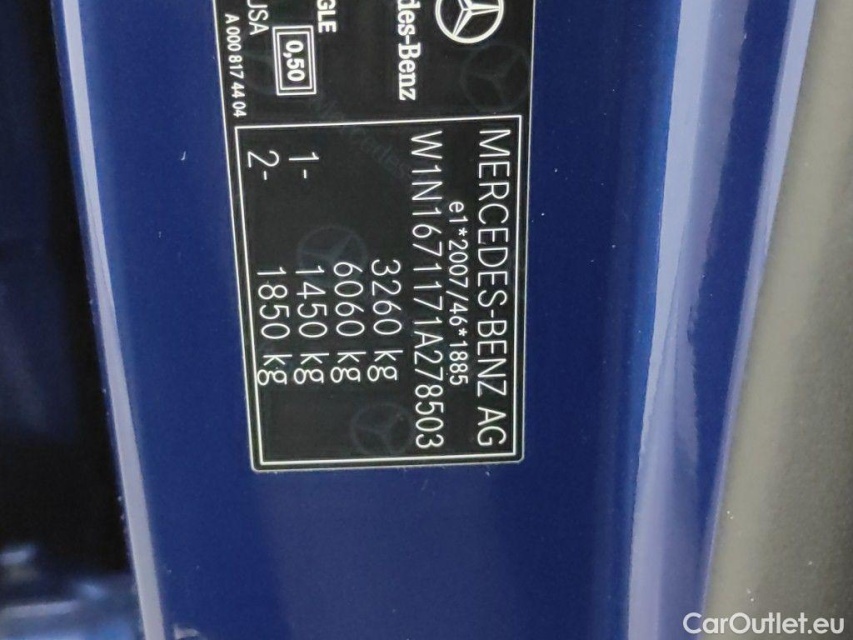 des-Benz
GLE
USA
0,50
A 000 817 44 04
MERCEDES-BENZ AG
e1*2007/46*1885
W1N1671171A278503
3260 kg
6060 kg
1- 1450 kg
2- 1850 kg
CarOutlet.eu